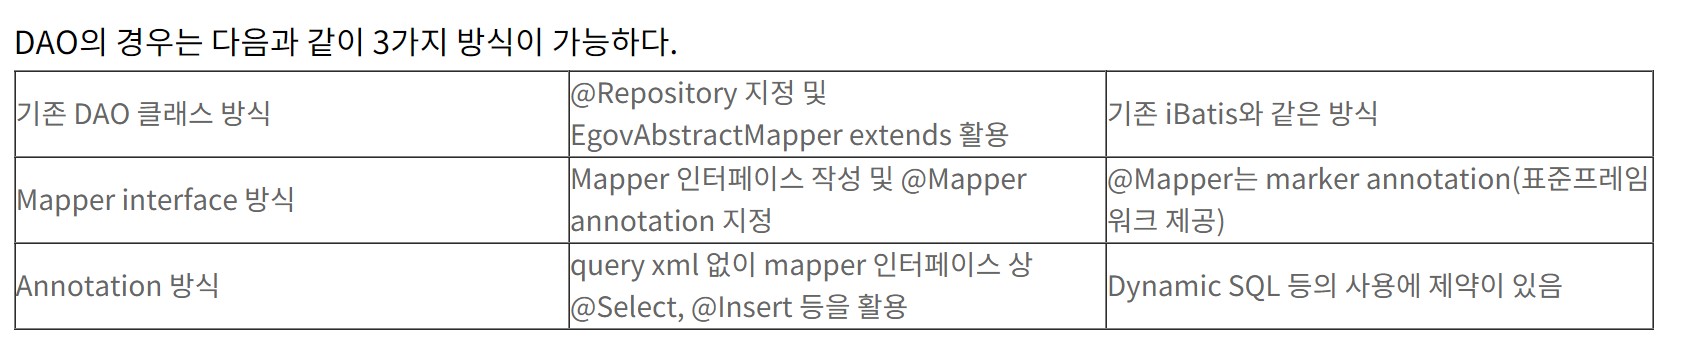 DAO의 경우는 다음과 같이 3가지 방식이 가능하다.
기존 DAO 클래스 방식
@Repository 지정 및
EgovAbstractMapper extends 활용
기존 iBatis와 같은 방식
Mapper interface 방식
Mapper 인터페이스 작성 및 @Mapper
annotation 지정
@Mapper는 marker annotation(표준프레임
워크 제공)
Annotation 방식
query xml 없이 mapper 인터페이스 상
@Select, @Insert 등을 활용
Dynamic SQL 등의 사용에 제약이 있음